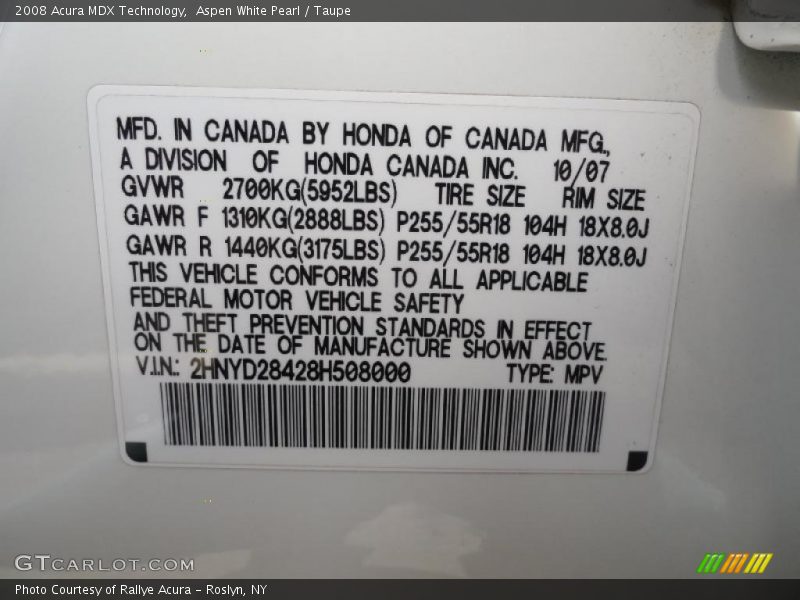 2008 Acura MDX Technology,  Aspen White Pearl / Taupe
MFD. IN CANADA BY HONDA OF CANADA MFG.,
A DIVISION OF HONDA CANADA INC. 10/07
GVWR 2700KG(5952LBS) TIRE SIZE RIM SIZE
GAWR F 1310KG(2888LBS) P255/55R18 104H 18X8.0J
GAWR R 1440KG(3175LBS) P255/55R18 104H 18X8.0J
THIS VEHICLE CONFORMS TO ALL APPLICABLE
FEDERAL MOTOR VEHICLE SAFETY
AND THEFT PREVENTION STANDARDS IN EFFECT
ON THE DATE OF MANUFACTURE SHOWN ABOVE.
V.I.N.: 2HNYD28428H508000 TYPE: MPV
GTCARLOT.COM
Photo Courtesy of Rallye Acura - Roslyn, NY